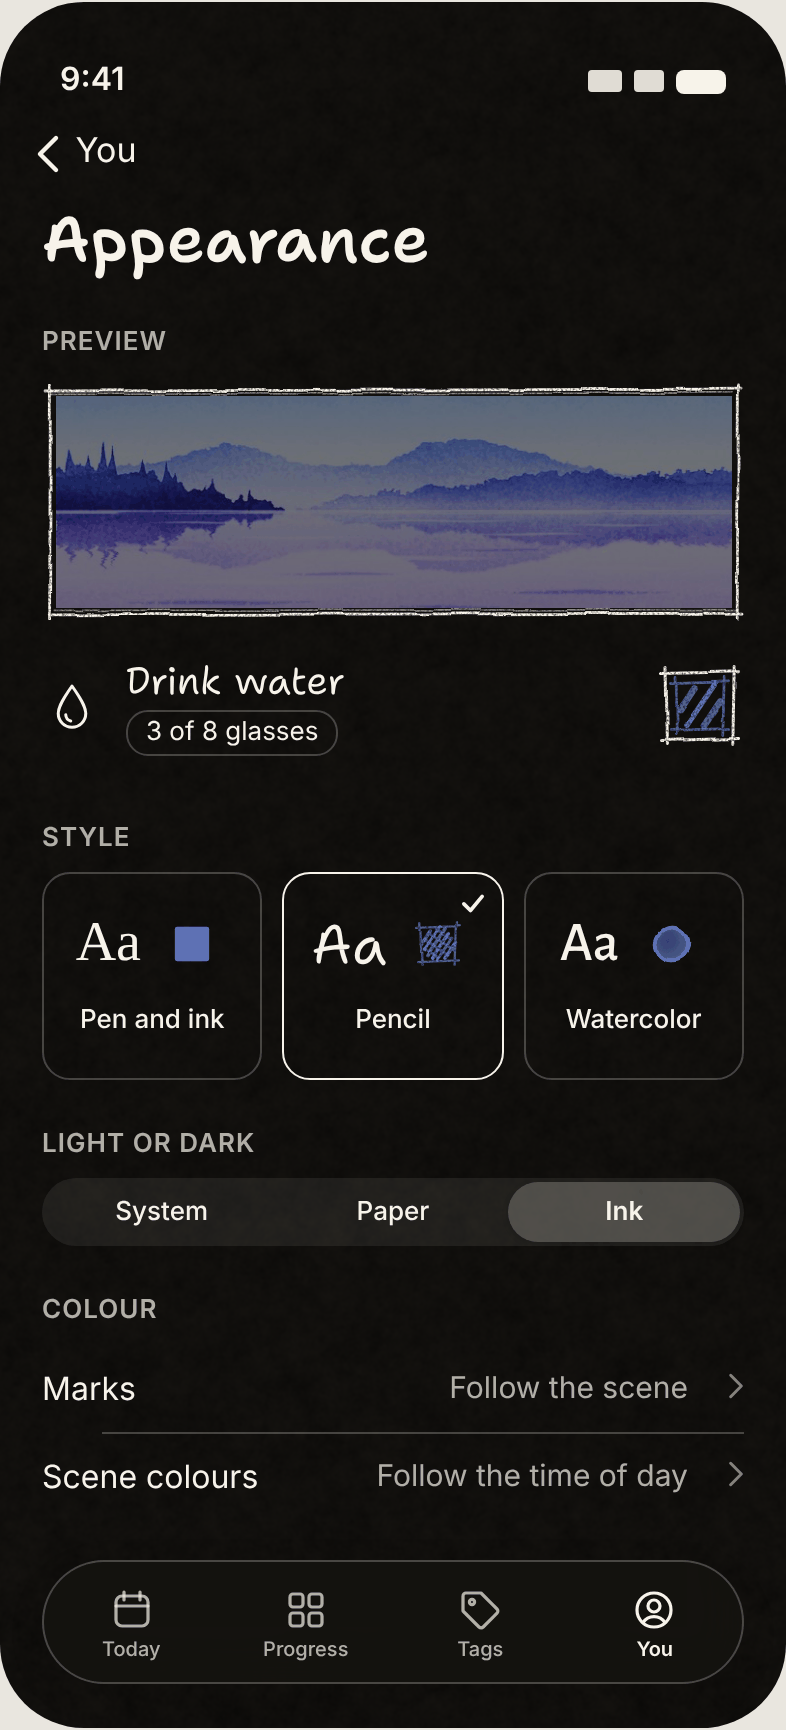 9:41
You
Appearance
PREVIEW
Drink water
3 of 8 glasses
STYLE
Aa
Aa
Aa
Pen and ink
Pencil
Watercolor
LIGHT OR DARK
System
Paper
Ink
COLOUR
Marks
Follow the scene
Scene colours
Follow the time of day
Today
Progress
Tags
You